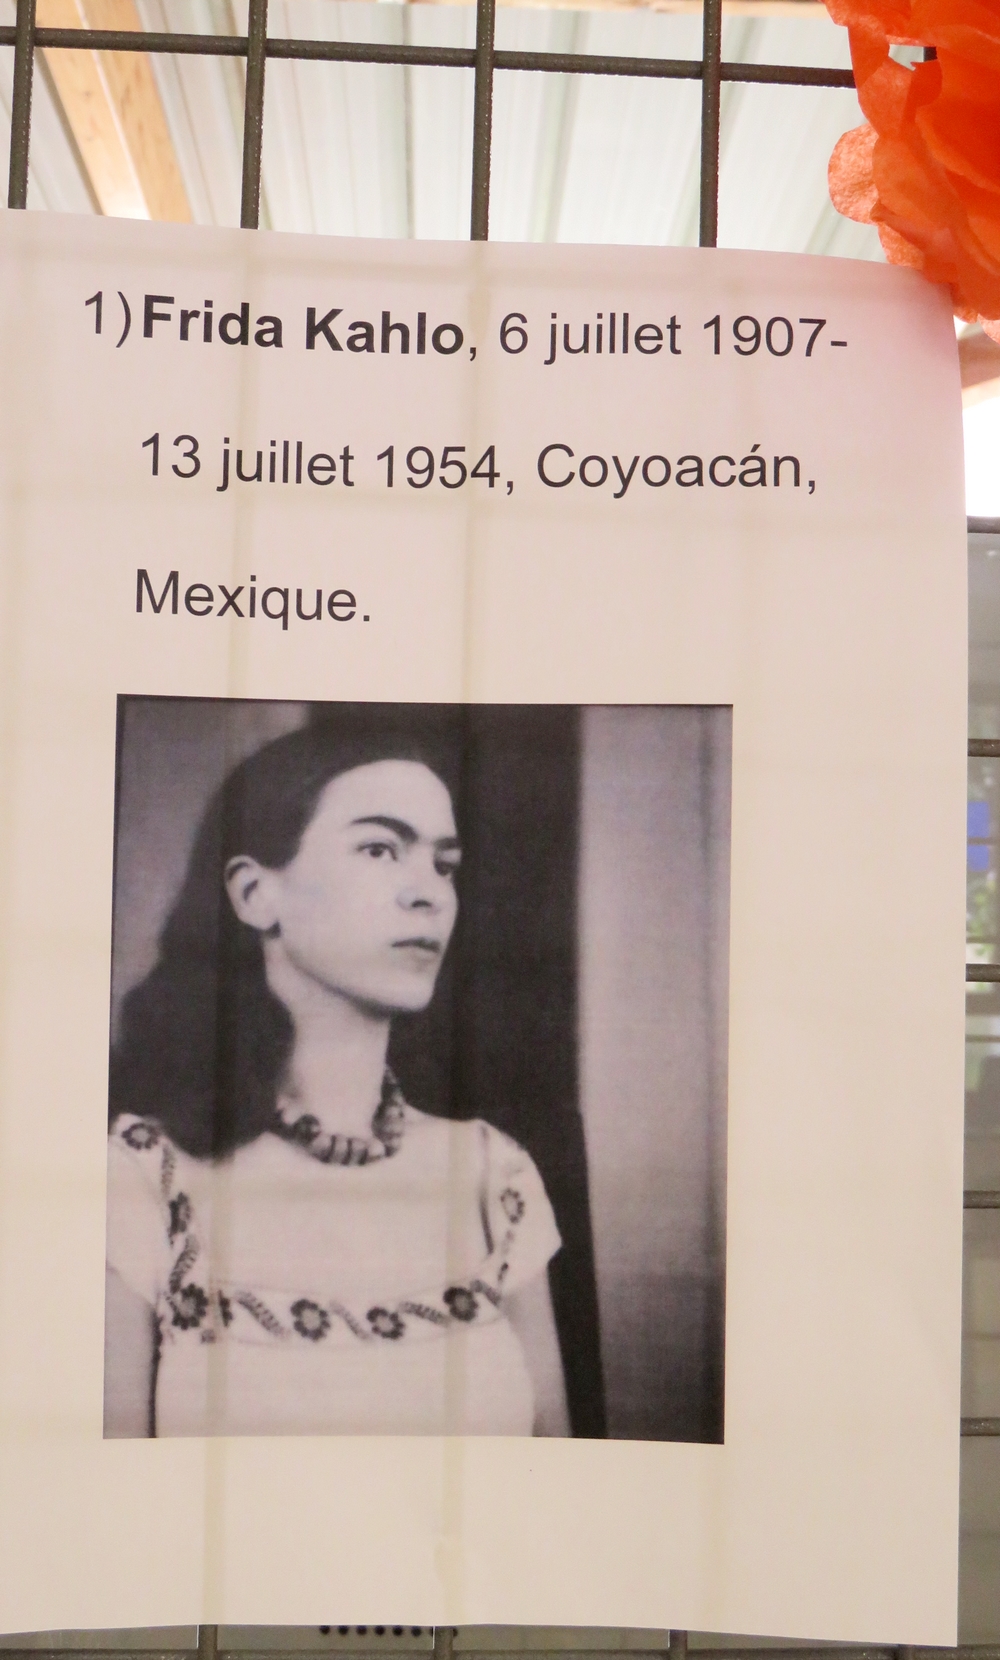 1) Frida Kahlo, 6 juillet 1907-
13 juillet 1954, Coyoacán,
Mexique.